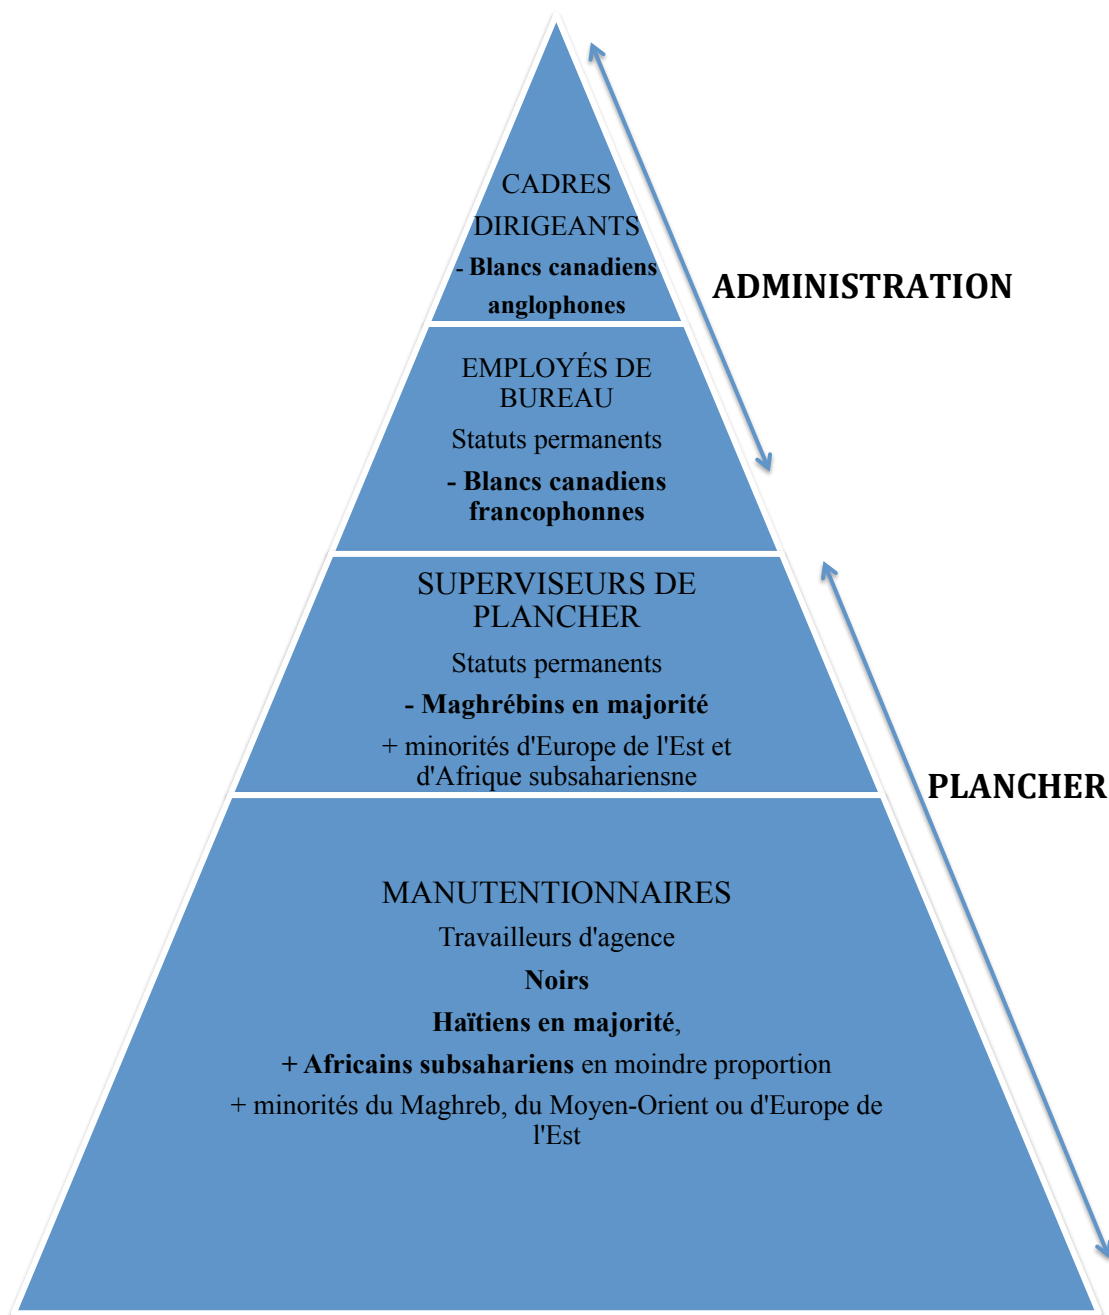 CADRES
DIRIGEANTS
- Blancs canadiens
anglophones
ADMINISTRATION
EMPLOYÉS DE
BUREAU
Statuts permanents
- Blancs canadiens
francophonnes
SUPERVISEURS DE
PLANCHER
Statuts permanents
- Maghrébins en majorité
+ minorités d'Europe de l'Est et
d'Afrique subsahariensne
PLANCHER
MANUTENTIONNAIRES
Travailleurs d'agence
Noirs
Haïtiens en majorité,
+ Africains subsahariens en moindre proportion
+ minorités du Maghreb, du Moyen-Orient ou d'Europe de
l'Est